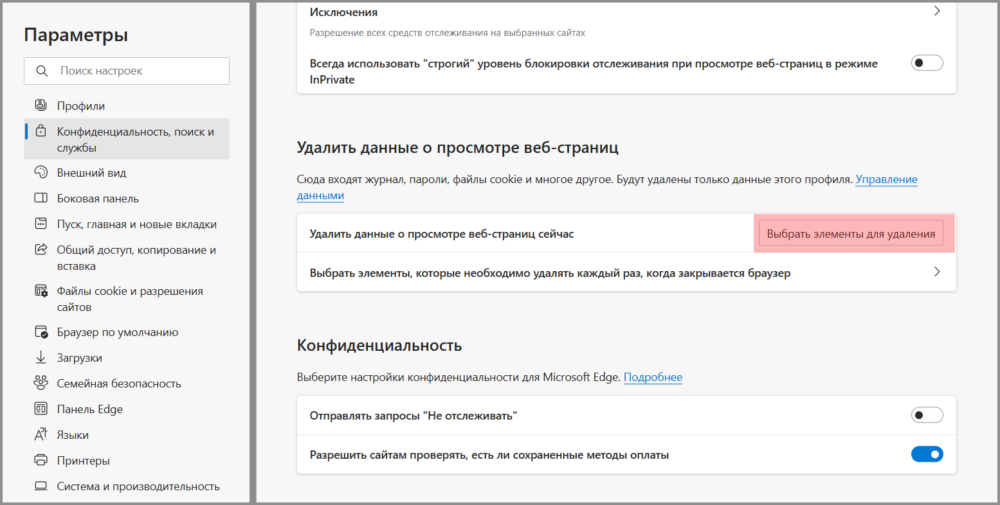 Параметры
Поиск настроек
Профили
Конфиденциальность, поиск и
службы
Внешний вид
Боковая панель
Пуск, главная и новые вкладки
Общий доступ, копирование и
вставка
Файлы cookie и разрешения
сайтов
Браузер по умолчанию
Загрузки
Семейная безопасность
Панель Edge
Языки
Принтеры
Система и производительность
Исключения
Разрешение всех средств отслеживания на выбранных сайтах
Всегда использовать "строгий" уровень блокировки отслеживания при просмотре веб-страниц в режиме
InPrivate
Удалить данные о просмотре веб-страниц
Сюда входят журнал, пароли, файлы cookie и многое другое. Будут удалены только данные этого профиля. Управление
данными
Удалить данные о просмотре веб-страниц сейчас
Выбрать элементы для удаления
Выбрать элементы, которые необходимо удалять каждый раз, когда закрывается браузер
Конфиденциальность
Выберите настройки конфиденциальности для Microsoft Edge. Подробнее
Отправлять запросы "Не отслеживать"
Разрешить сайтам проверять, есть ли сохраненные методы оплаты